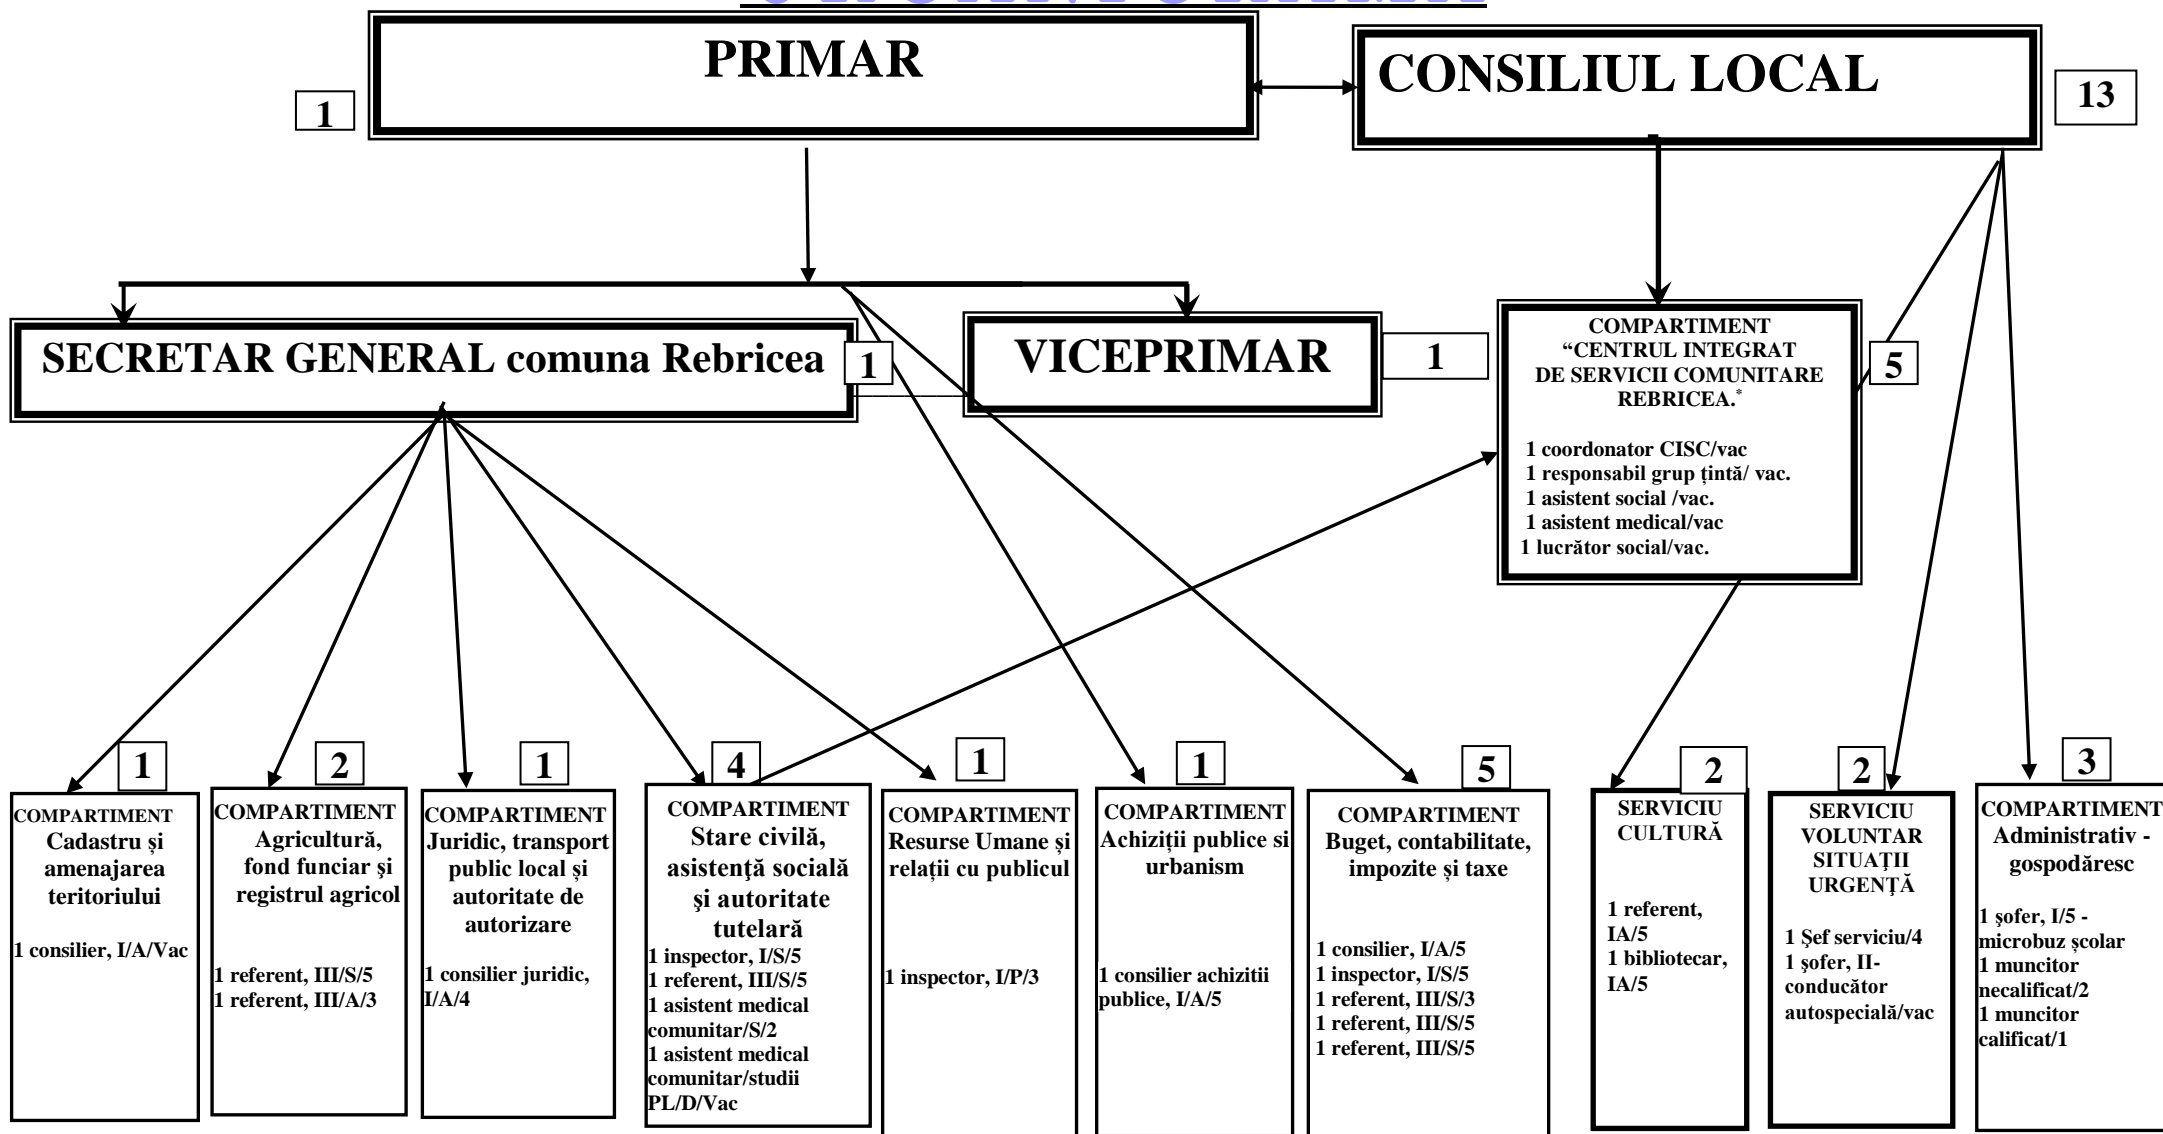 PRIMAR
1
CONSILIUL LOCAL
13
SECRETAR GENERAL comuna Rebricea
1
VICEPRIMAR
1
COMPARTIMENT
“CENTRUL INTEGRAT
DE SERVICII COMUNITARE
REBRICEA.*
1 coordonator CISC/vac
1 responsabil grup țintă/ vac.
1 asistent social /vac.
1 asistent medical/vac
1 lucrător social/vac.
5
1
COMPARTIMENT
Cadastru și
amenajarea
teritoriului
1 consilier, I/A/Vac
2
COMPARTIMENT
Agricultură,
fond funciar şi
registrul agricol
1 referent, III/S/5
1 referent, III/A/3
1
COMPARTIMENT
Juridic, transport
public local și
autoritate de
autorizare
1 consilier juridic,
I/A/4
4
COMPARTIMENT
Stare civilă,
asistenţă socială
şi autoritate
tutelară
1 inspector, I/S/5
1 referent, III/S/5
1 asistent medical
comunitar/S/2
1 asistent medical
comunitar/studii
PL/D/Vac
1
COMPARTIMENT
Resurse Umane și
relații cu publicul
1 inspector, I/P/3
1
COMPARTIMENT
Achiziții publice si
urbanism
1 consilier achizitii
publice, I/A/5
5
COMPARTIMENT
Buget, contabilitate,
impozite și taxe
1 consilier, I/A/5
1 inspector, I/S/5
1 referent, III/S/3
1 referent, III/S/5
1 referent, III/S/5
2
SERVICIU
CULTURĂ
1 referent,
IA/5
1 bibliotecar,
IA/5
2
SERVICIU
VOLUNTAR
SITUAŢII
URGENŢĂ
1 Şef serviciu/4
1 şofer, II-
conducător
autospecială/vac
3
COMPARTIMENT
Administrativ -
gospodăresc
1 şofer, I/5 -
microbuz școlar
1 muncitor
necalificat/2
1 muncitor
calificat/1